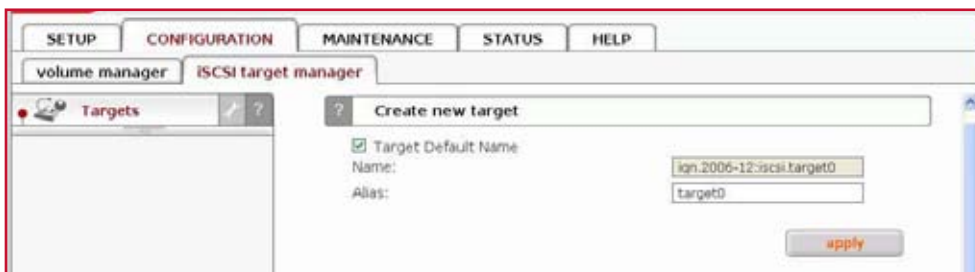 SETUP CONFIGURATION MAINTENANCE STATUS HELP
volume manager iSCSI target manager
Targets ? ? Create new target
Target Default Name
Name: iqn.2006-12:iscsi.target0
Alias: target0
apply